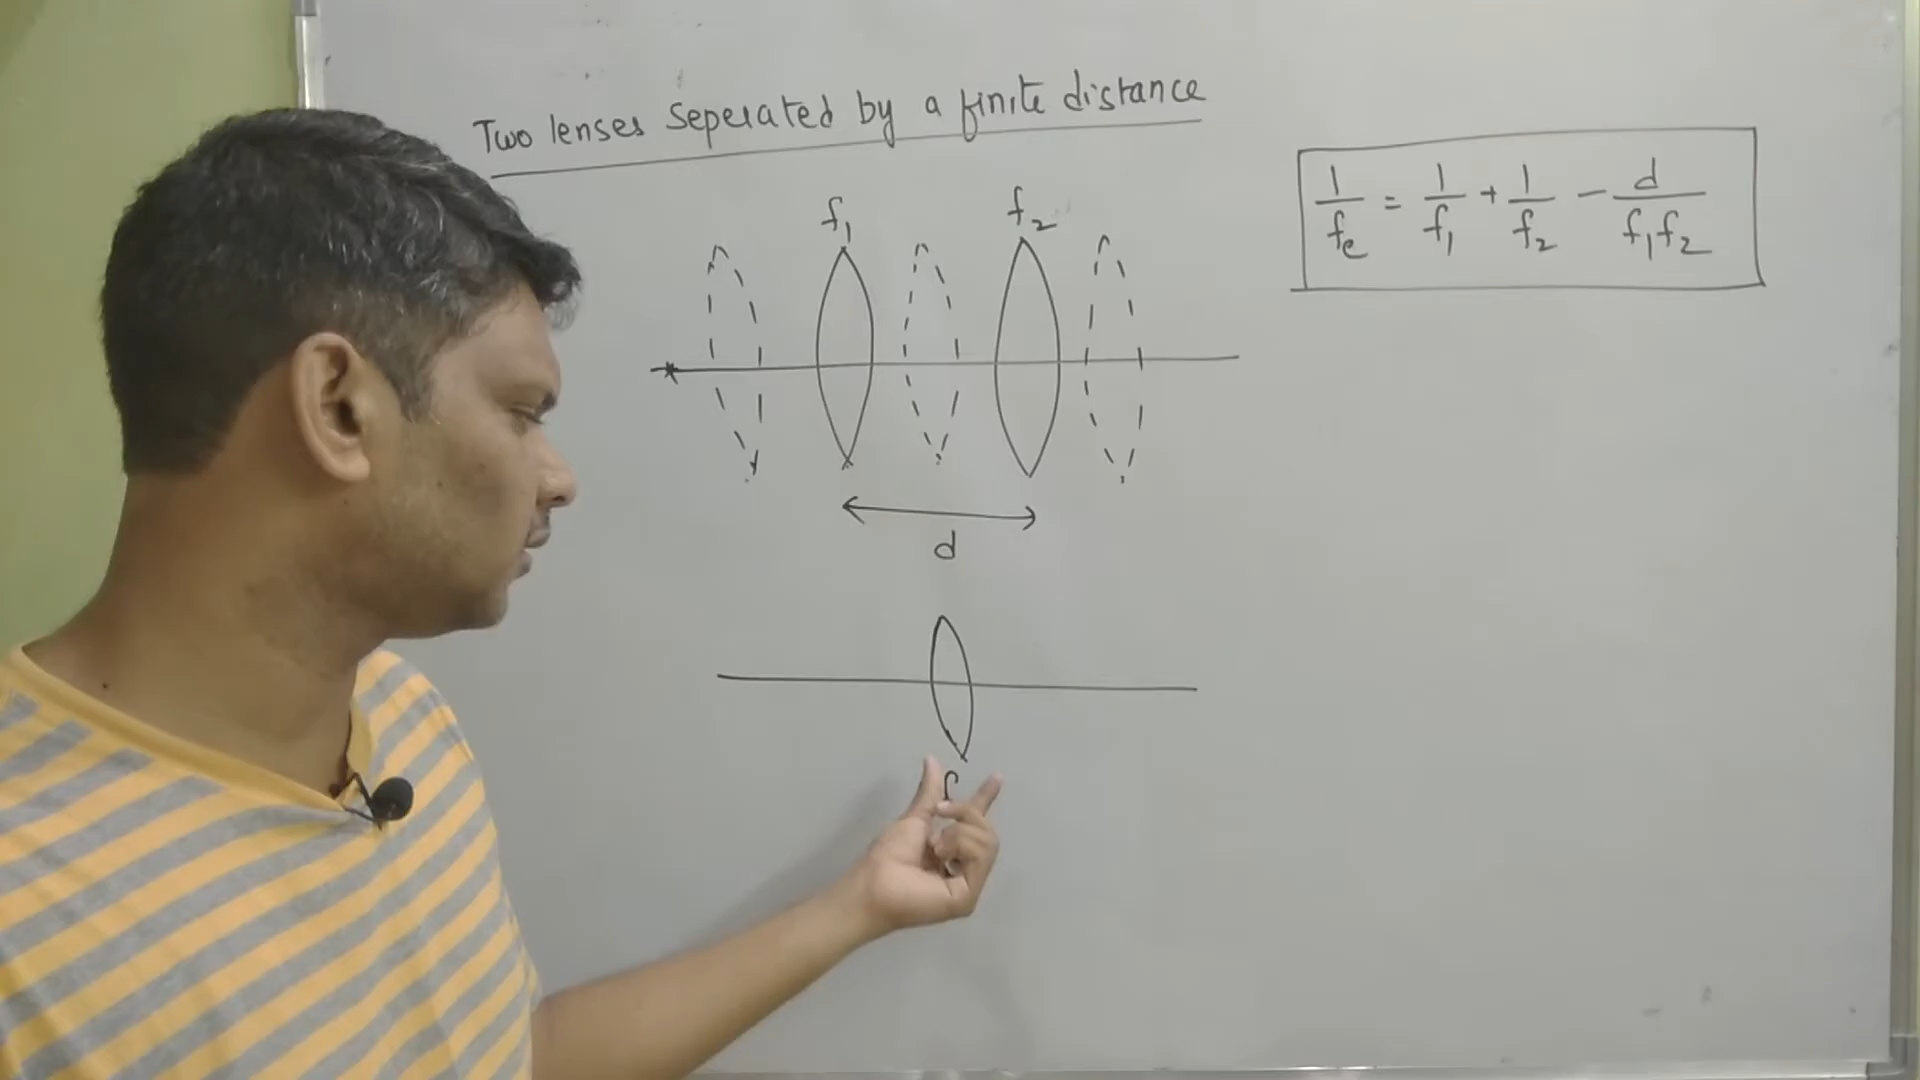 Two lenses seperated by a finite distance
f₁ f₂
1/fₑ = 1/f₁ + 1/f₂ − d/f₁f₂
d
f